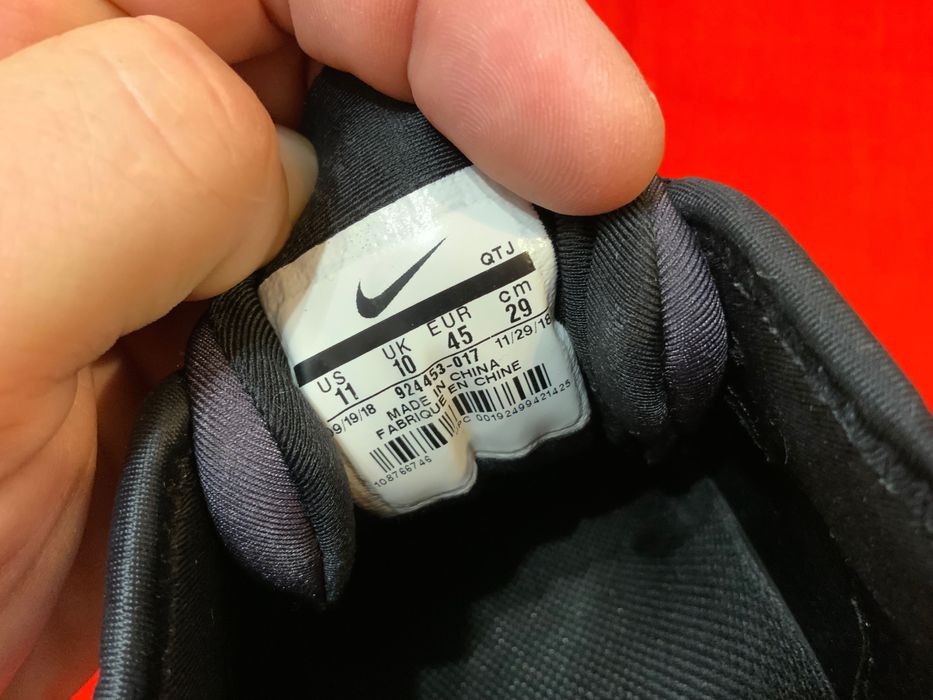 QTJ
US UK EUR cm
11 10 45 29
09/19/18 924453-017 11/29/18
MADE IN CHINA
FABRIQUE EN CHINE
108766746 UPC 00192499421425